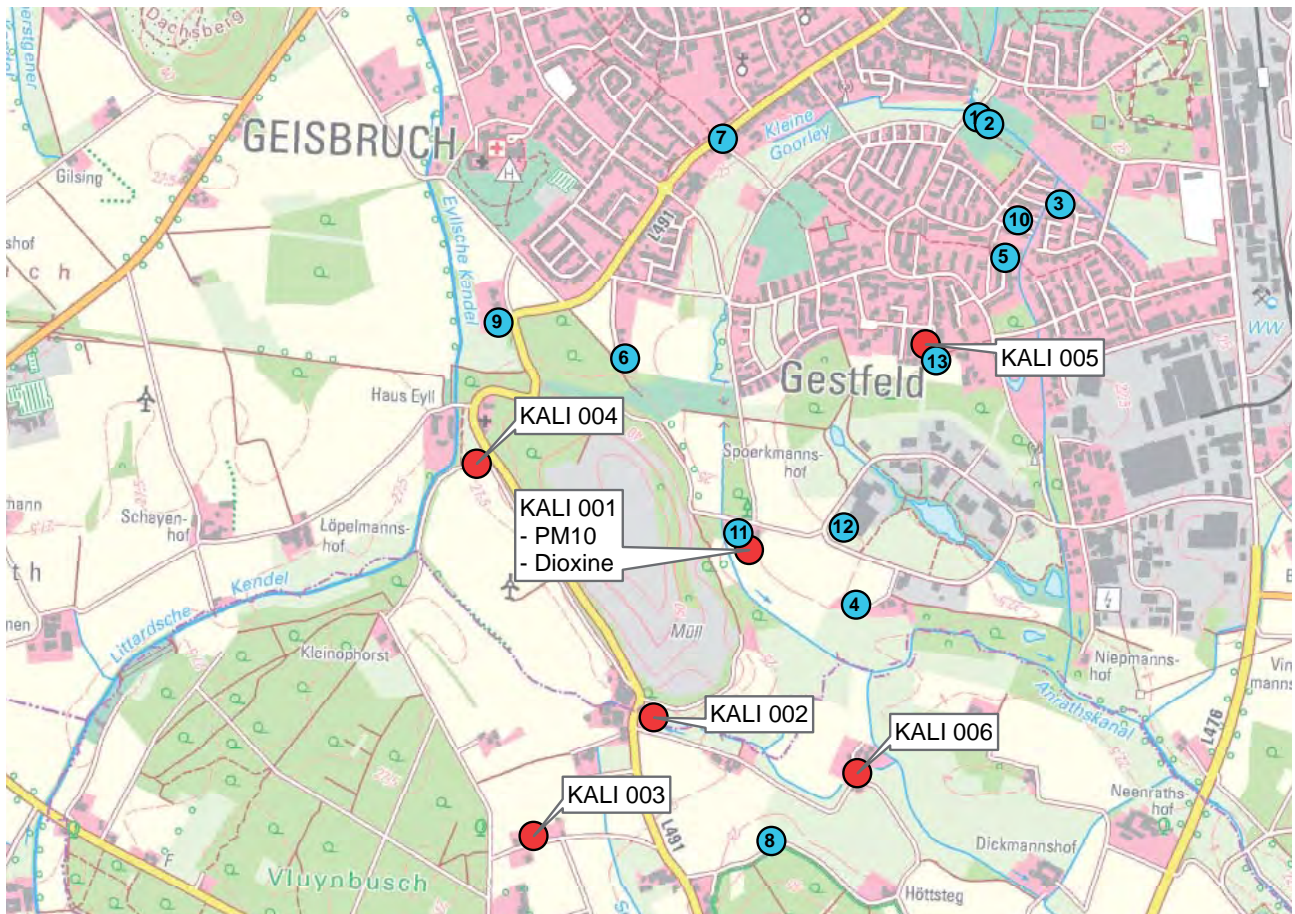 Dachsberg
GEISBRUCH
Gilsing
H
Eyllsche Kendel
L491
Kleine
Goorley
7
1
2
3
10
5
9
6
13
KALI 005
Gestfeld
WW
Haus Eyll
KALI 004
Spoerkmanns-
hof
KALI 001
- PM10
- Dioxine
11
12
4
Schayen-
hof
Löpelmanns-
hof
Littardsche Kendel
Kleinophorst
Müll
50
40
Niepmanns-
hof
Anrathskanal
L476
KALI 002
KALI 006
KALI 003
8
L491
Neenraths-
hof
Dickmannshof
Höttsteg
Vluynbusch
F